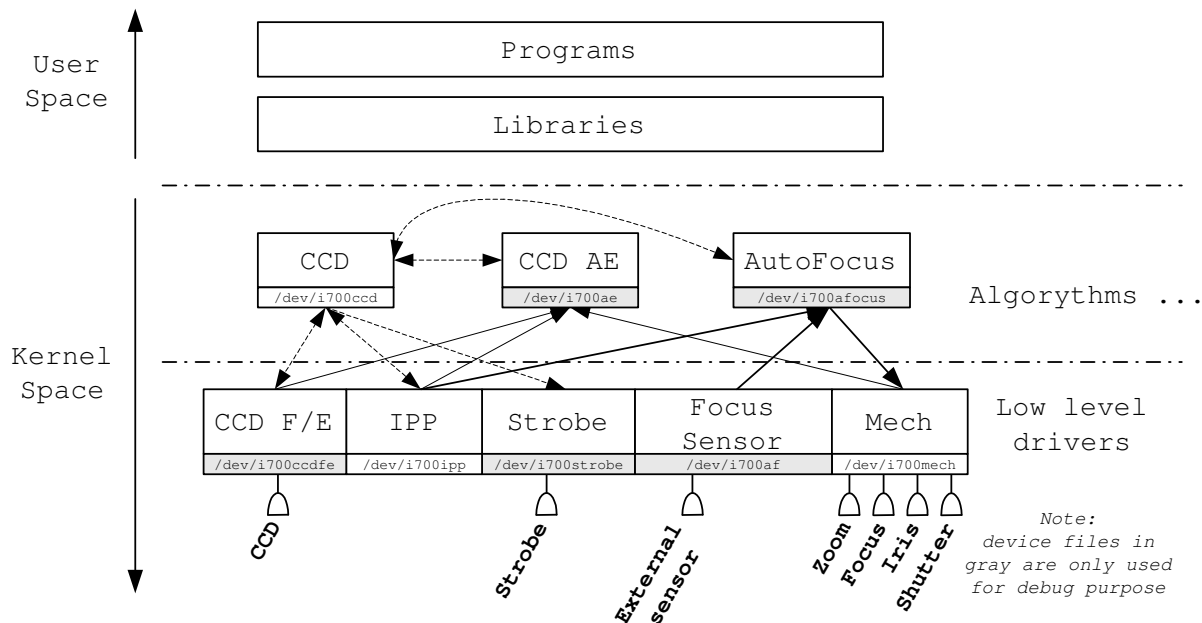 User
Space
Programs
Libraries
Kernel
Space
CCD
/dev/i700ccd
CCD AE
/dev/i700ae
AutoFocus
/dev/i700afocus
Algorythms ...
CCD F/E
/dev/i700ccdfe
IPP
/dev/i700ipp
Strobe
/dev/i700strobe
Focus
Sensor
/dev/i700af
Mech
/dev/i700mech
Low level
drivers
CCD
Strobe
External
sensor
Zoom
Focus
Iris
Shutter
Note:
device files in
gray are only used
for debug purpose